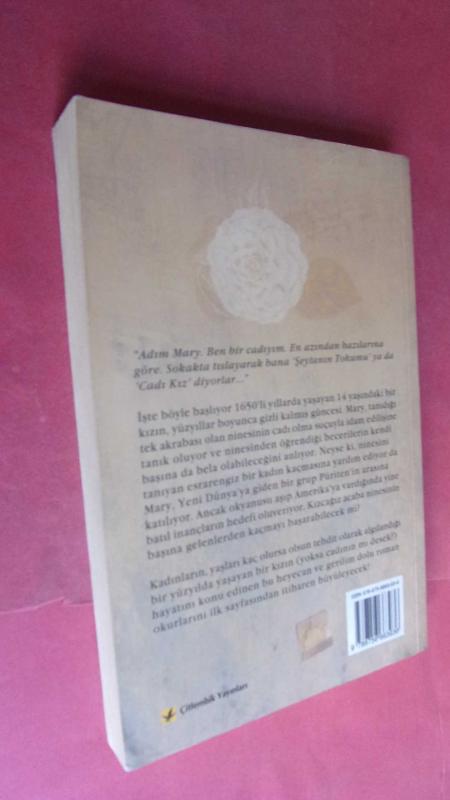 "Adım Mary. Ben bir cadıyım. En azından bazılarına
göre. Sokakta tıslayarak bana 'Şeytanın Tohumu' ya da
'Cadı Kız' diyorlar..."
İşte böyle başlıyor 1650'li yıllarda yaşayan 14 yaşındaki bir
kızın, yüzyıllar boyunca gizli kalmış güncesi. Mary, tanıdığı
tek akrabası olan ninesinin cadı olma suçuyla idam edilişine
tanık oluyor ve ninesinden öğrendiği becerilerin kendi
başına da bela olabileceğini anlıyor. Neyse ki, ninesini
tanıyan esrarengiz bir kadın kaçmasına yardım ediyor da
Mary, Yeni Dünya'ya giden bir grup Püriten'in arasına
katılıyor. Ancak okyanusu aşıp Amerika'ya vardığında yine
batıl inançların hedefi oluveriyor. Kızcağız acaba ninesinin
başına gelenlerden kaçmayı başarabilecek mi?
Kadınların, yaşları kaç olursa olsun tehdit olarak algılandığı
bir yüzyılda yaşayan bir kızın (yoksa cadının mı desek!)
hayatını konu edinen bu heyecan ve gerilim dolu roman
okurlarını ilk sayfasından itibaren büyüleyecek!
Çitlembik Yayınları